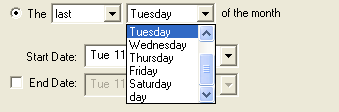 The last Tuesday of the month
Tuesday
Wednesday
Thursday
Friday
Saturday
day
Start Date: Tue 11
End Date: Tue 11